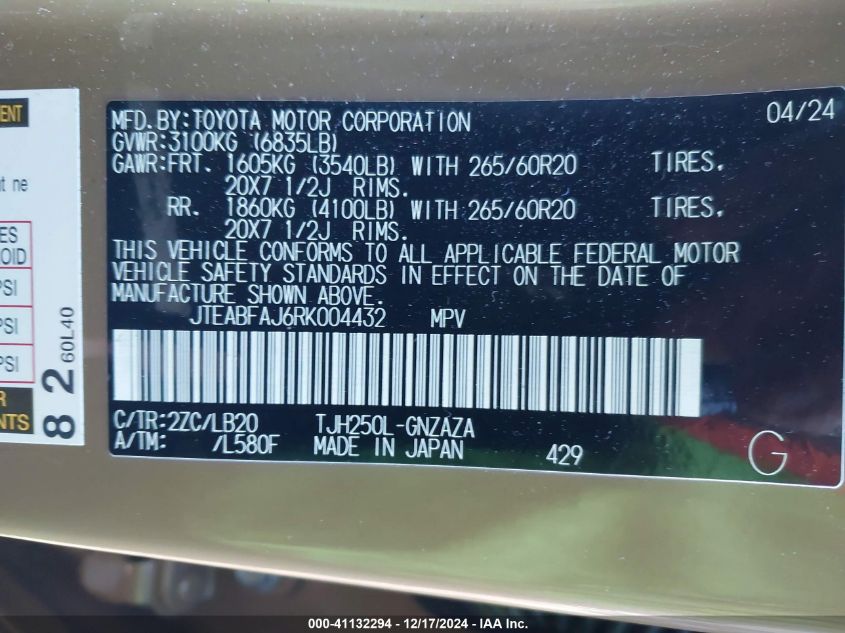 MFD.BY:TOYOTA MOTOR CORPORATION 04/24
GVWR:3100KG (6835LB)
GAWR:FRT. 1605KG (3540LB) WITH 265/60R20 TIRES.
20X7 1/2J RIMS.
RR. 1860KG (4100LB) WITH 265/60R20 TIRES.
20X7 1/2J RIMS.
THIS VEHICLE CONFORMS TO ALL APPLICABLE FEDERAL MOTOR
VEHICLE SAFETY STANDARDS IN EFFECT ON THE DATE OF
MANUFACTURE SHOWN ABOVE.
JTEABFAJ6RK004432 MPV
C/TR:2ZC/LB20 TJH250L-GNZAZA
A/TM: /L580F MADE IN JAPAN 429 G
ne
PSI
PSI
PSI
82 60L40
000-41132294 - 12/17/2024 - IAA Inc.